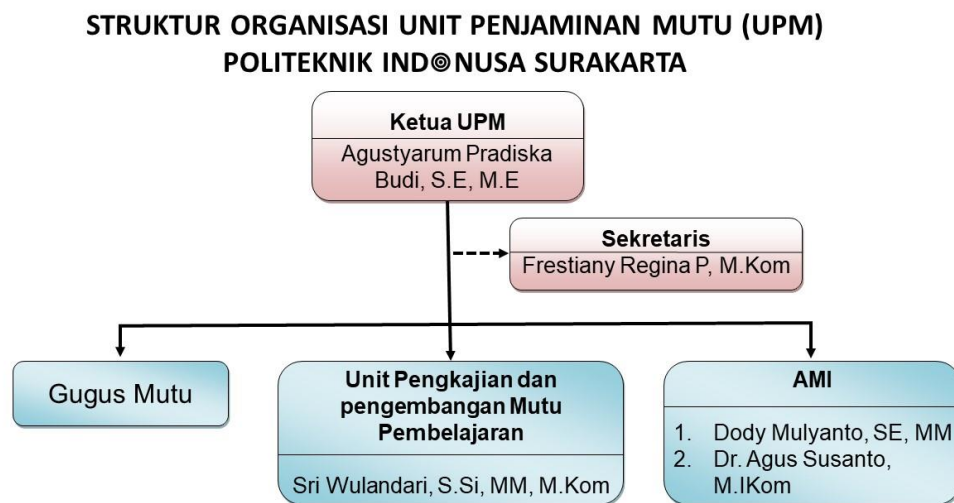 STRUKTUR ORGANISASI UNIT PENJAMINAN MUTU (UPM)
POLITEKNIK INDONUSA SURAKARTA
Ketua UPM
Agustyarum Pradiska
Budi, S.E, M.E
Sekretaris
Frestiany Regina P, M.Kom
Gugus Mutu
Unit Pengkajian dan
pengembangan Mutu
Pembelajaran
Sri Wulandari, S.Si, MM, M.Kom
AMI
1. Dody Mulyanto, SE, MM
2. Dr. Agus Susanto,
M.IKom